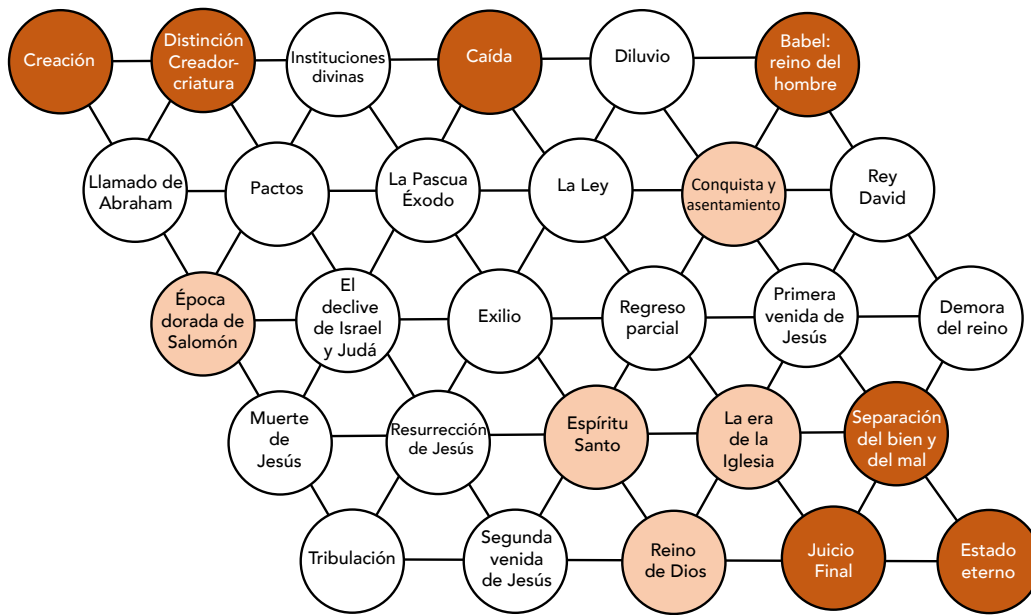 Creación
Distinción
Creador-
criatura
Instituciones
divinas
Caída
Diluvio
Babel:
reino del
hombre
Llamado de
Abraham
Pactos
La Pascua
Éxodo
La Ley
Conquista y
asentamiento
Rey
David
Época
dorada de
Salomón
El
declive
de Israel
y Judá
Exilio
Regreso
parcial
Primera
venida de
Jesús
Demora
del reino
Muerte
de
Jesús
Resurrección
de Jesús
Espíritu
Santo
La era
de la
Iglesia
Separación
del bien y
del mal
Tribulación
Segunda
venida
de Jesús
Reino
de Dios
Juicio
Final
Estado
eterno